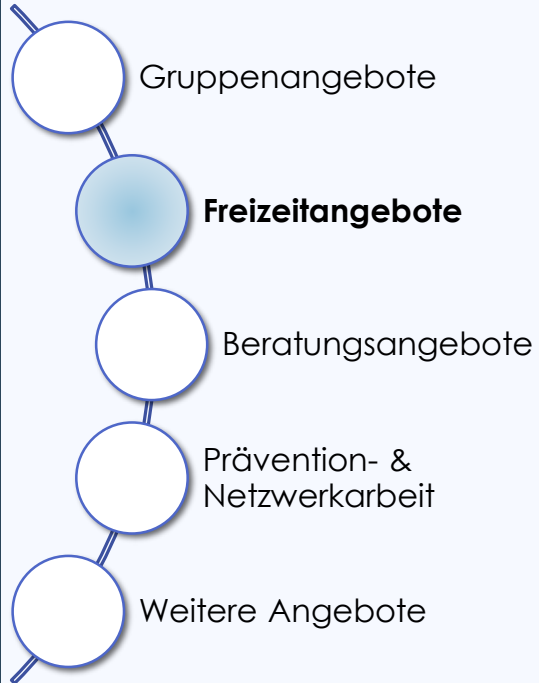 Gruppenangebote
Freizeitangebote
Beratungsangebote
Prävention- &
Netzwerkarbeit
Weitere Angebote